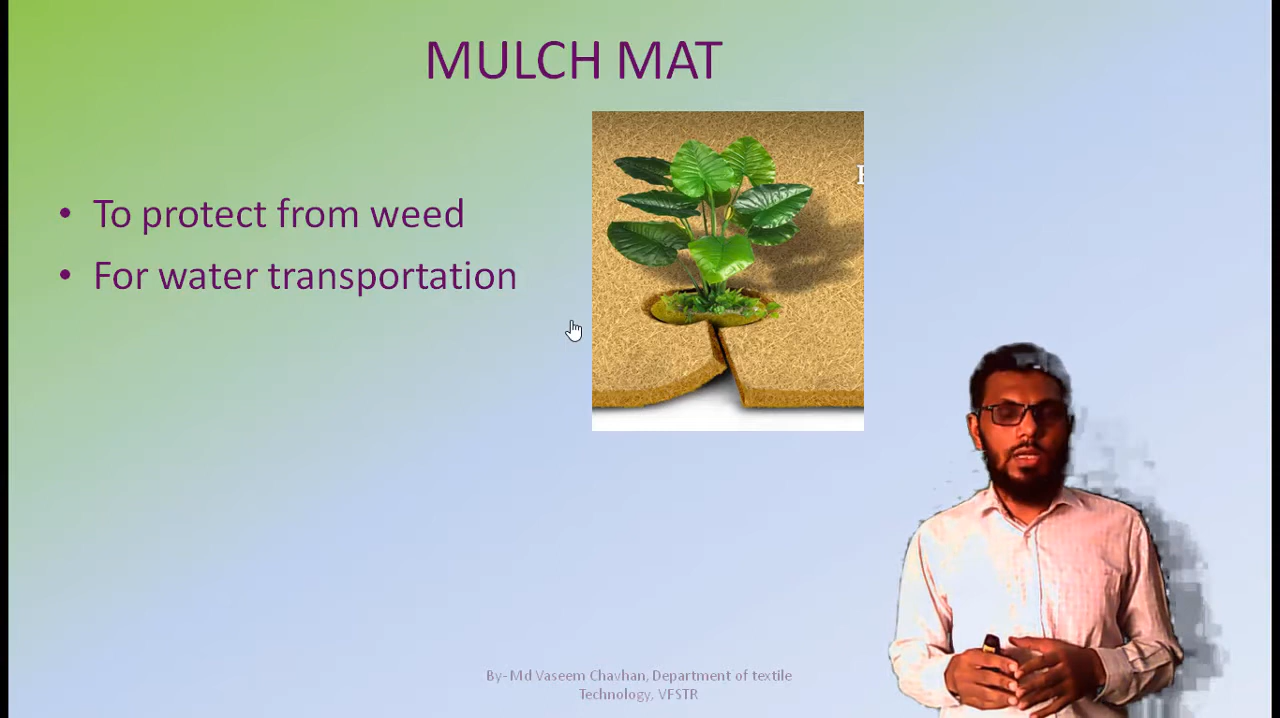 MULCH MAT
• To protect from weed
• For water transportation
By- Md Vaseem Chavhan, Department of textile
Technology, VFSTR